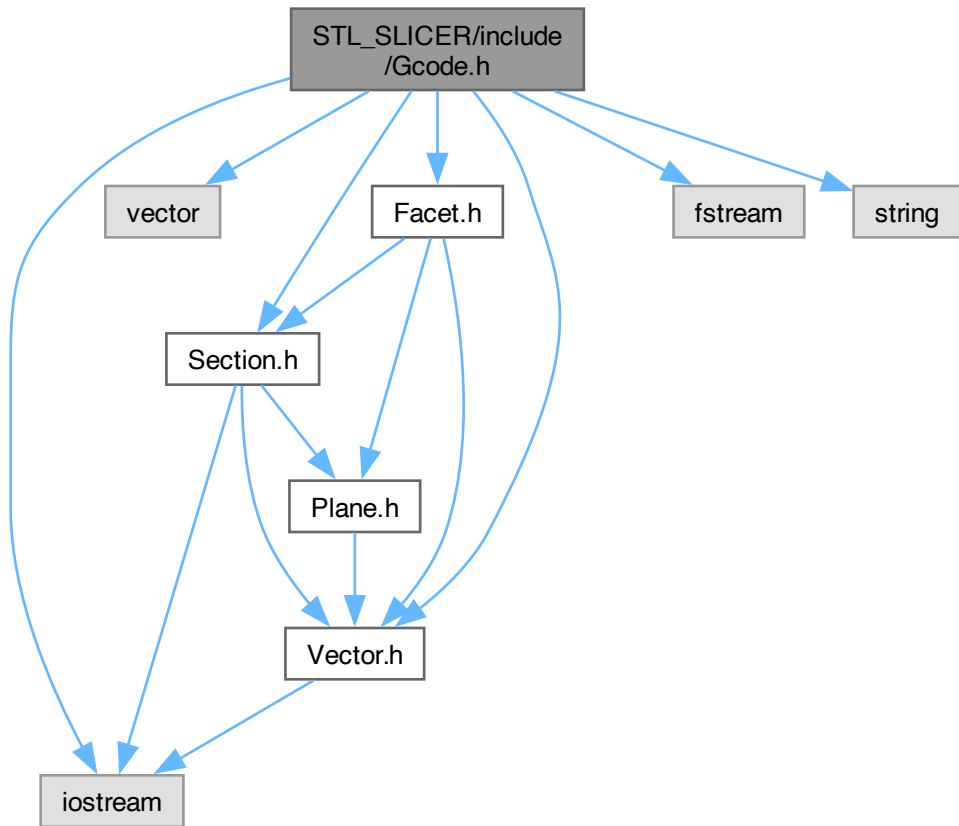 STL_SLICER/include
/Gcode.h
vector
Facet.h
fstream
string
Section.h
Plane.h
Vector.h
iostream